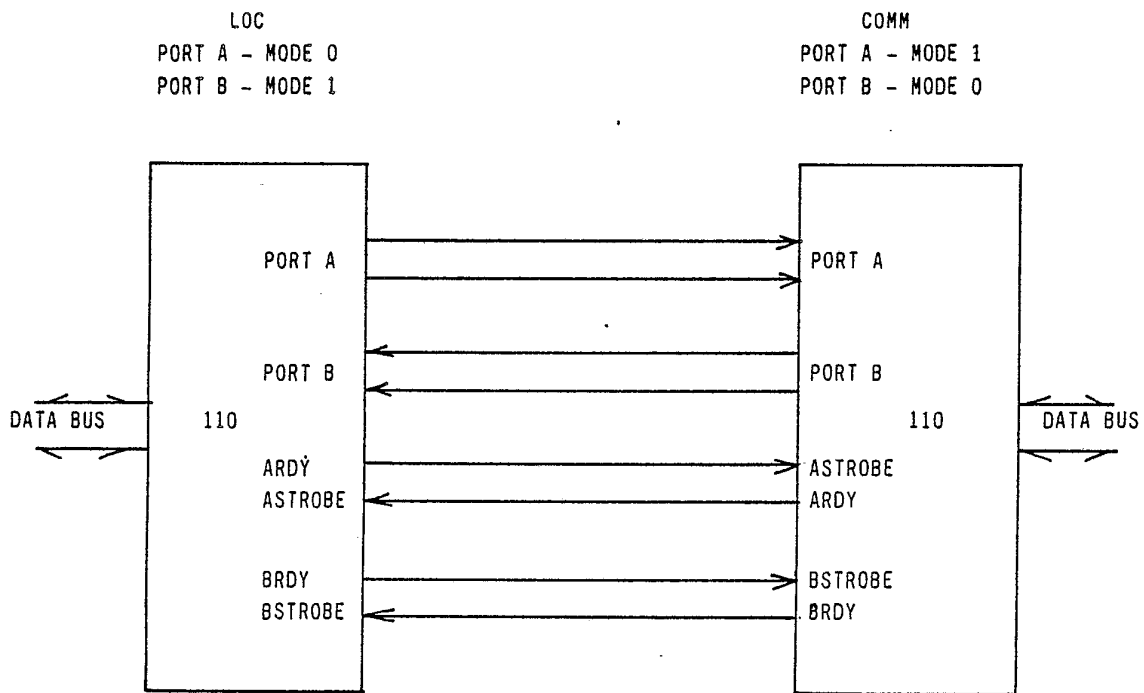 LOC
PORT A - MODE 0
PORT B - MODE 1
COMM
PORT A - MODE 1
PORT B - MODE 0
PORT A
PORT A
PORT B
PORT B
DATA BUS
110
110
DATA BUS
ARDY
ASTROBE
ASTROBE
ARDY
BRDY
BSTROBE
BSTROBE
BRDY